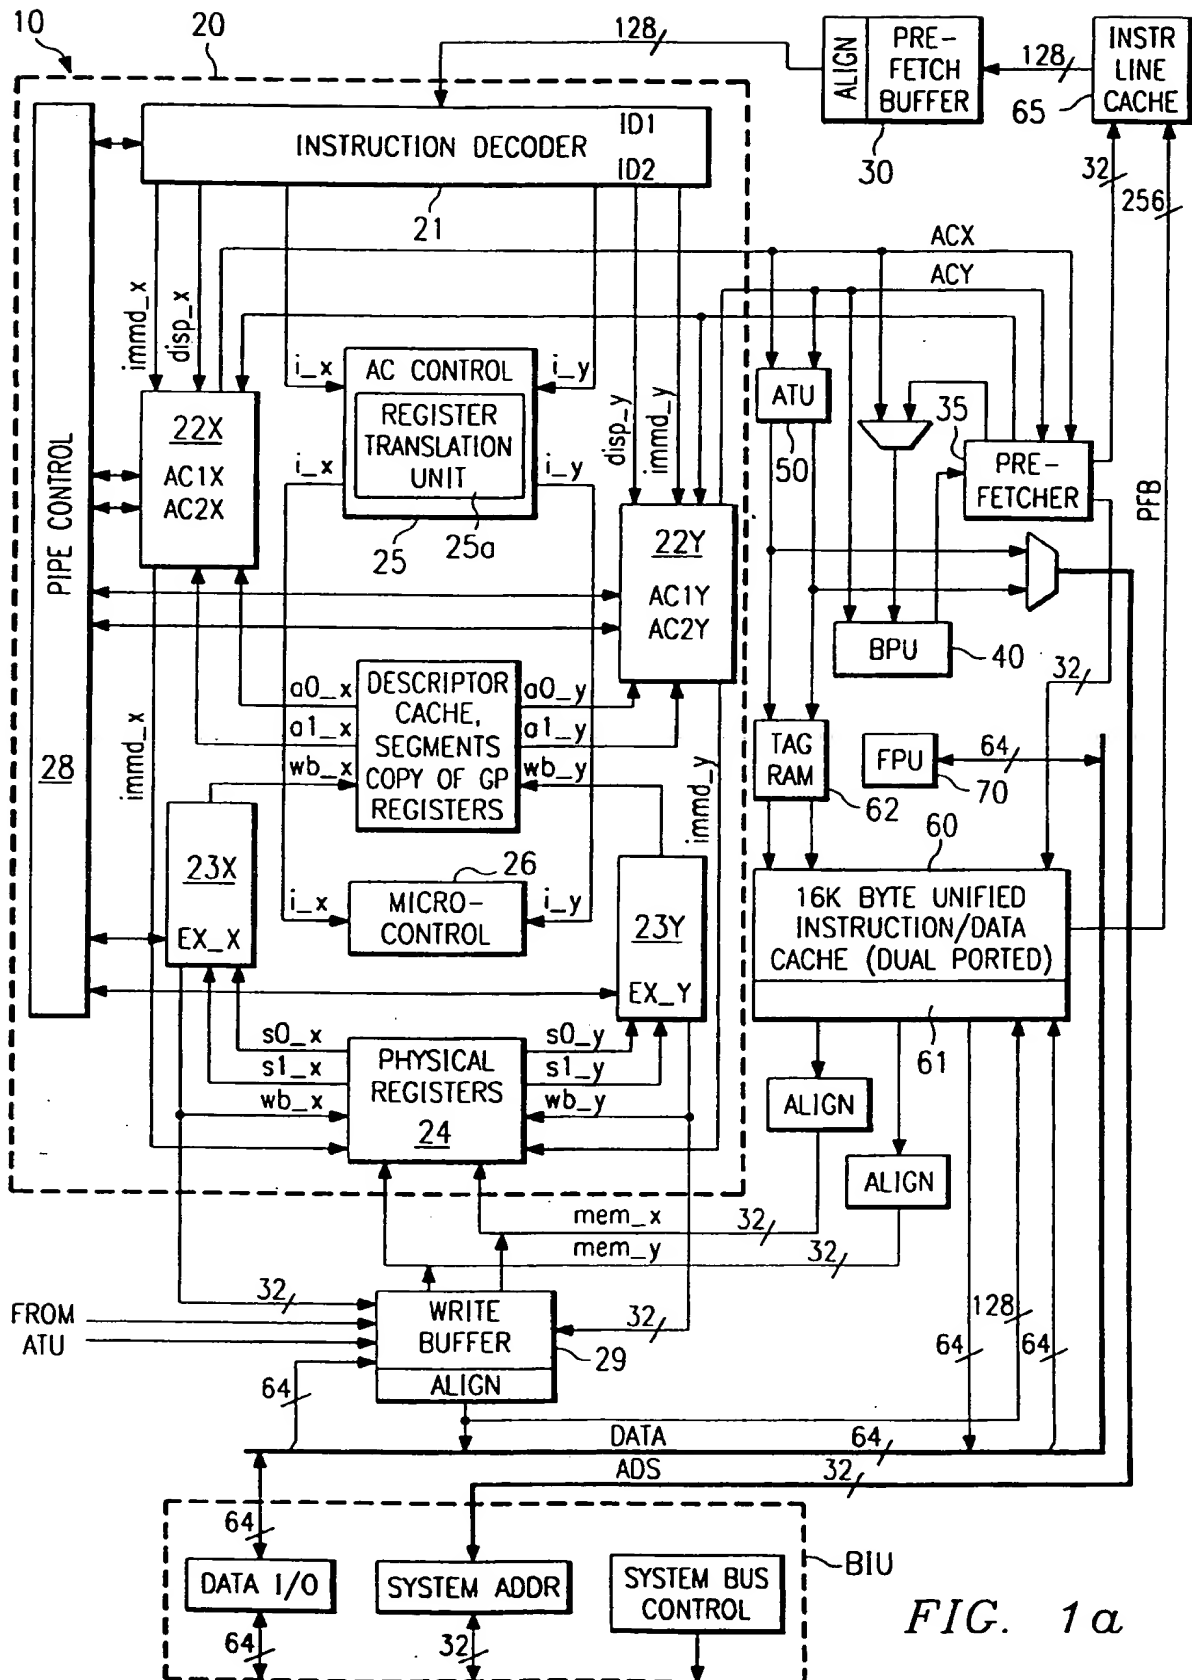 10
20
128
ALIGN
PRE-
FETCH
BUFFER
30
128
INSTR
LINE
CACHE
65
ID1
INSTRUCTION DECODER
ID2
21
32
256
PFB
PIPE CONTROL
28
immd_x
disp_x
22X
AC1X
AC2X
i_x
AC CONTROL
i_y
REGISTER
TRANSLATION
UNIT
i_x
i_y
25
25a
disp_y
immd_y
22Y
AC1Y
AC2Y
ACX
ACY
ATU
50
35
PRE-
FETCHER
BPU
40
32
TAG
RAM
62
FPU
70
64
a0_x
a1_x
wb_x
DESCRIPTOR
CACHE,
SEGMENTS
COPY OF GP
REGISTERS
a0_y
a1_y
wb_y
immd_x
immd_y
23X
EX_X
i_x
26
MICRO-
CONTROL
i_y
23Y
EX_Y
60
16K BYTE UNIFIED
INSTRUCTION/DATA
CACHE (DUAL PORTED)
61
ALIGN
ALIGN
s0_x
s1_x
wb_x
PHYSICAL
REGISTERS
24
s0_y
s1_y
wb_y
mem_x
32
mem_y
32
FROM
ATU
32
WRITE
BUFFER
ALIGN
32
29
64
64
128
64
DATA
64
ADS
32
64
DATA I/O
64
SYSTEM ADDR
32
SYSTEM BUS
CONTROL
BIU
FIG. 1a